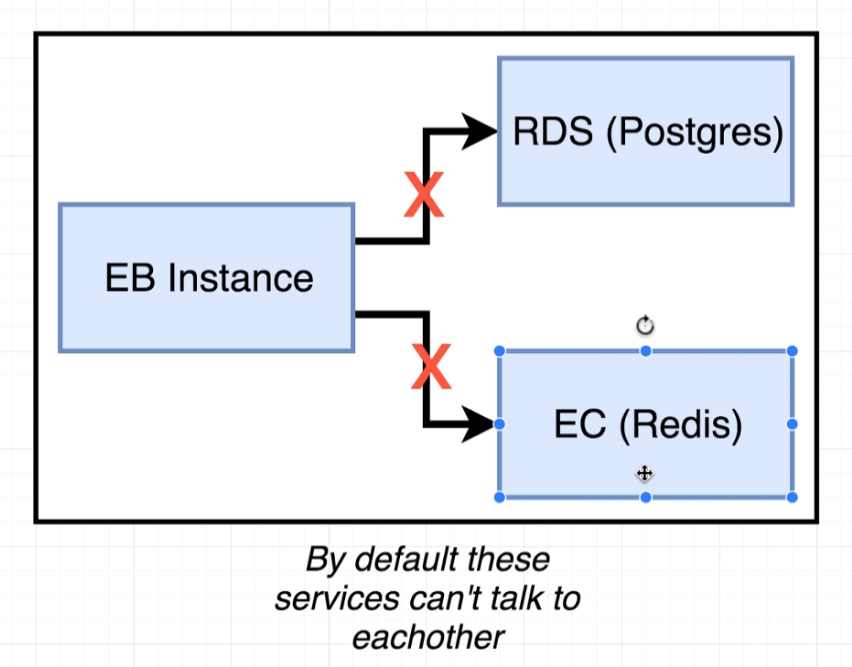 RDS (Postgres)
X
EB Instance
X
EC (Redis)
By default these
services can't talk to
eachother